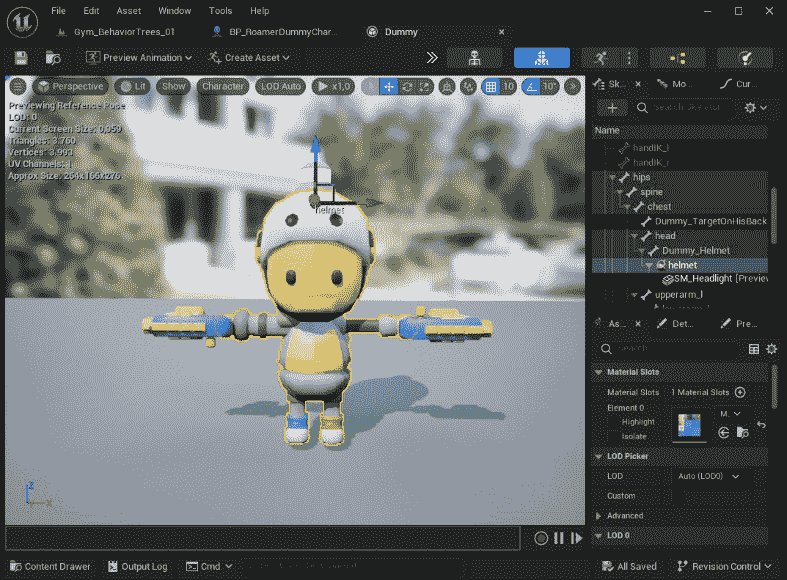 File Edit Asset Window Tools Help
Gym_BehaviorTrees_01 BP_RoamerDummyChar... Dummy
Preview Animation Create Asset
Perspective Lit Show Character LOD Auto x1,0 10 10°
Previewing Reference Pose
LOD: 0
Current Screen Size: 0.959
Triangles: 3.760
Vertices: 3.993
UV Channels: 1
Approx Size: 254x166x276
helmet
Z
X
Sk... Mo... Cur...
Name
handIK_l
handIK_r
hips
spine
chest
Dummy_TargetOnHisBack
head
Dummy_Helmet
helmet
SM_Headlight [Preview
upperarm_l
As... Det... Pre...
Search
Material Slots
Material Slots 1 Material Slots
Element 0 M.
Highlight
Isolate
LOD Picker
LOD Auto (LOD0)
Custom
Advanced
LOD 0
Content Drawer Output Log Cmd All Saved Revision Control